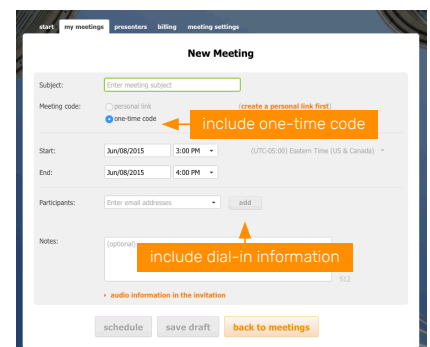 start my meetings presenters billing meeting settings
New Meeting
Subject: Enter meeting subject
Meeting code: personal link (create a personal link first)
one-time code
include one-time code
Start: Jun/08/2015 3:00 PM (UTC-05:00) Eastern Time (US & Canada)
End: Jun/08/2015 4:00 PM
Participants: Enter email addresses add
Notes: (optional)
include dial-in information
512
audio information in the invitation
schedule save draft back to meetings